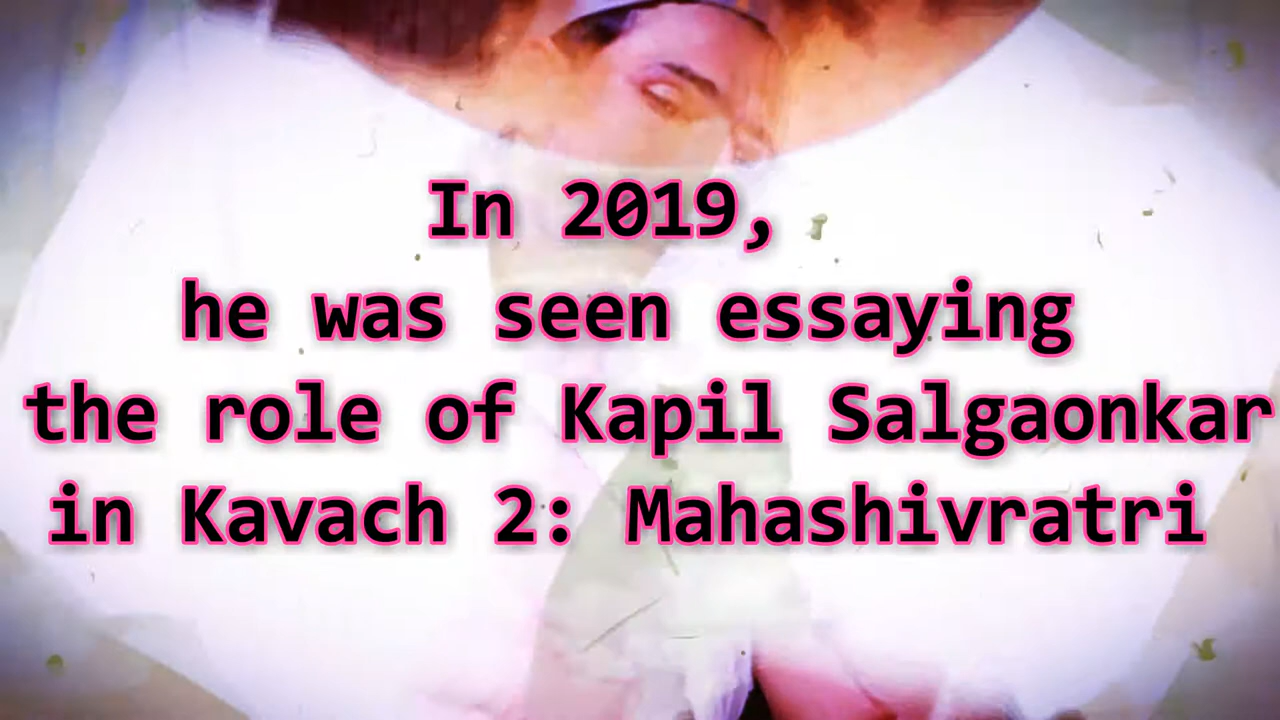 In 2019,
he was seen essaying
the role of Kapil Salgaonkar
in Kavach 2: Mahashivratri